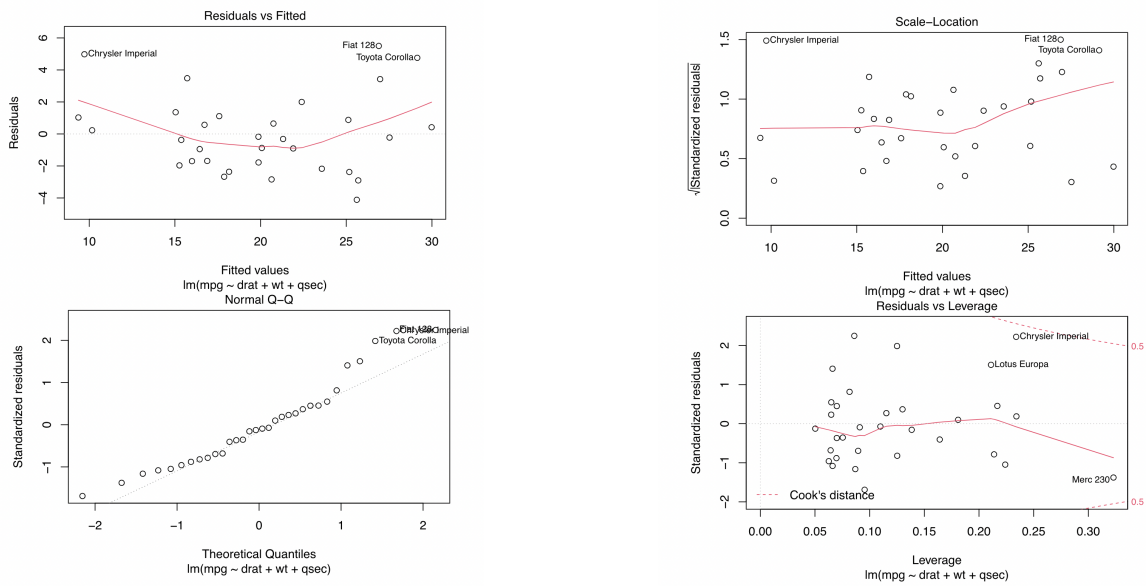 Residuals vs Fitted
Residuals
6
4
2
0
−2
−4
Chrysler Imperial
Fiat 128
Toyota Corolla
10 15 20 25 30
Fitted values
lm(mpg ~ drat + wt + qsec)
Scale−Location
√|Standardized residuals|
1.5
1.0
0.5
0.0
Chrysler Imperial
Fiat 128
Toyota Corolla
10 15 20 25 30
Fitted values
lm(mpg ~ drat + wt + qsec)
Normal Q−Q
Standardized residuals
2
1
0
−1
Fiat 128
Chrysler Imperial
Toyota Corolla
−2 −1 0 1 2
Theoretical Quantiles
lm(mpg ~ drat + wt + qsec)
Residuals vs Leverage
Standardized residuals
2
1
0
−1
−2
Chrysler Imperial
0.5
Lotus Europa
Merc 230
Cook's distance
0.5
0.00 0.05 0.10 0.15 0.20 0.25 0.30
Leverage
lm(mpg ~ drat + wt + qsec)